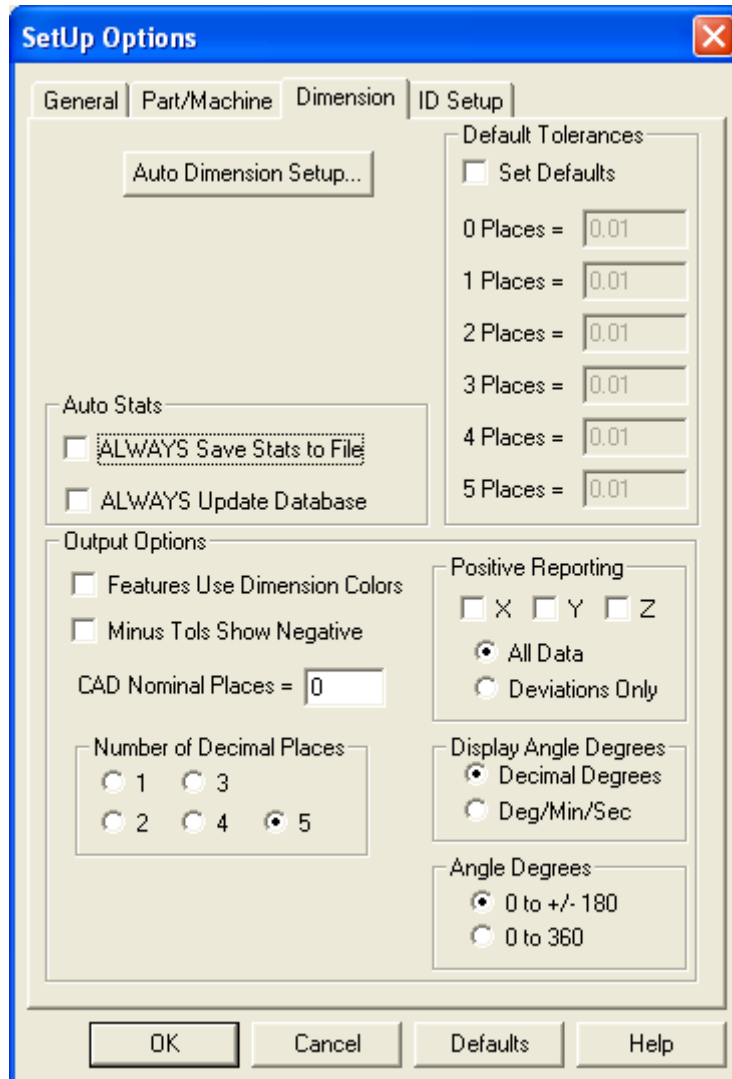 SetUp Options
General Part/Machine Dimension ID Setup
Auto Dimension Setup...
Default Tolerances
Set Defaults
0 Places = 0.01
1 Places = 0.01
2 Places = 0.01
3 Places = 0.01
4 Places = 0.01
5 Places = 0.01
Auto Stats
ALWAYS Save Stats to File
ALWAYS Update Database
Output Options
Features Use Dimension Colors
Minus Tols Show Negative
CAD Nominal Places = 0
Number of Decimal Places
1 3
2 4 5
Positive Reporting
X Y Z
All Data
Deviations Only
Display Angle Degrees
Decimal Degrees
Deg/Min/Sec
Angle Degrees
0 to +/- 180
0 to 360
OK Cancel Defaults Help